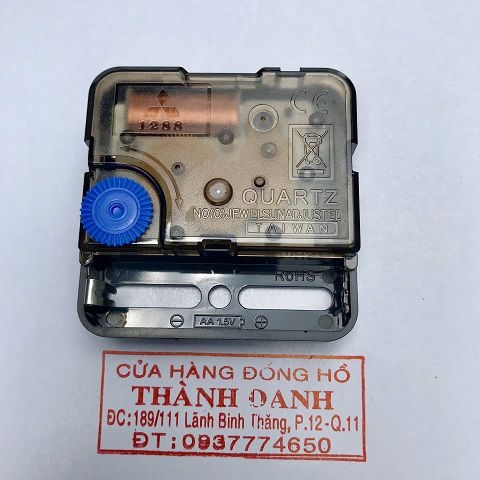 1288
CE
QUARTZ
NO(O)JEWELSUNADJUSTED
TAIWAN
RoHS
AA 1.5V
CỬA HÀNG ĐỒNG HỒ
THÀNH DANH
ĐC:189/111 Lãnh Binh Thăng, P.12-Q.11
ĐT:0937774650